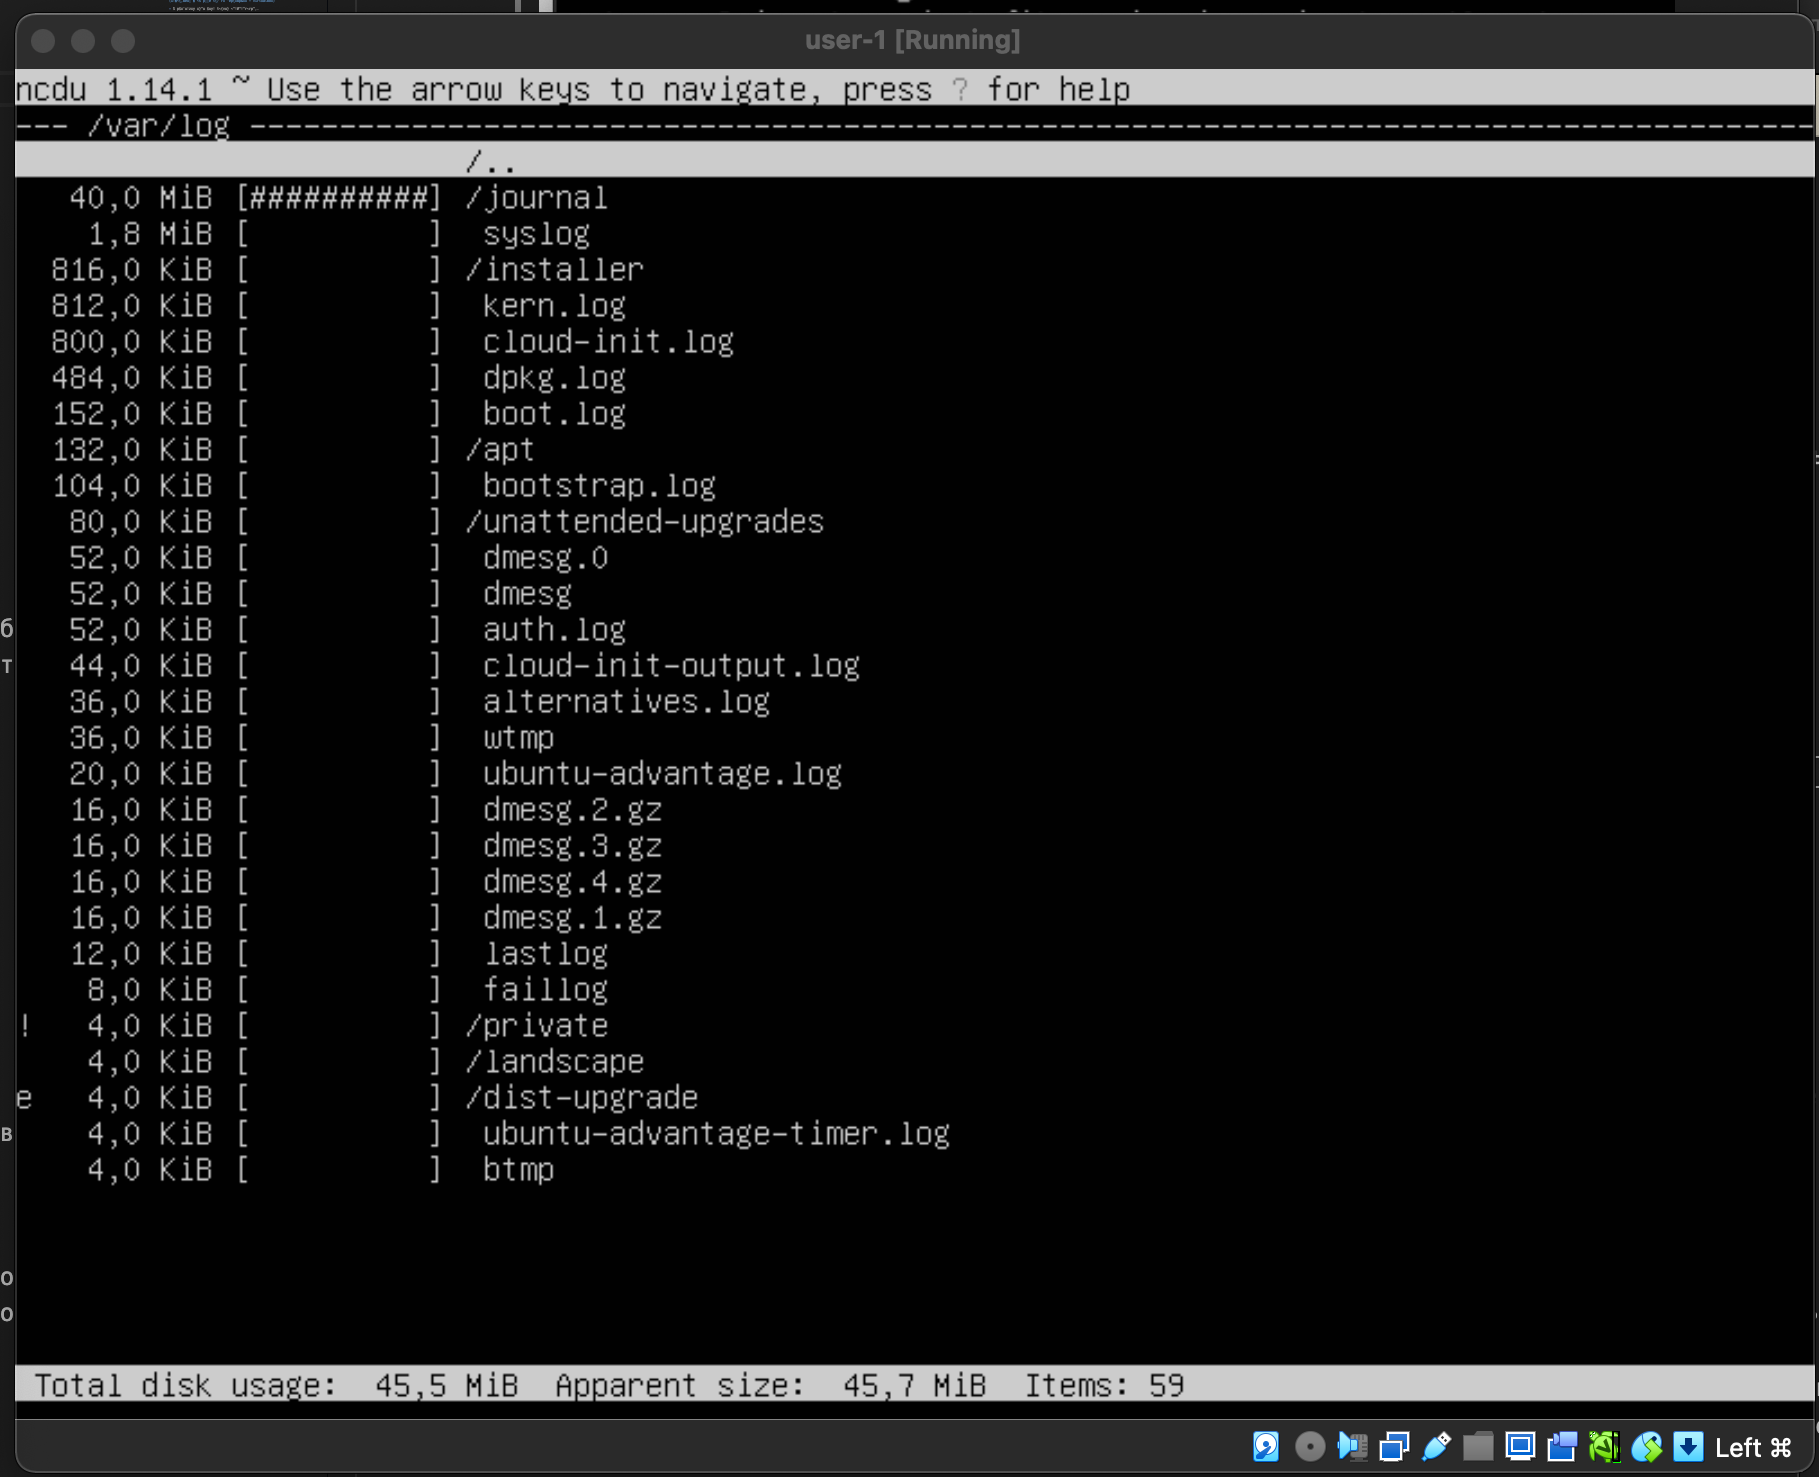 user-1 [Running]
ncdu 1.14.1 ~ Use the arrow keys to navigate, press ? for help
--- /var/log ---------------------------------------------------------------------------------------
/..
40,0 MiB [##########] /journal
1,8 MiB [          ]  syslog
816,0 KiB [          ] /installer
812,0 KiB [          ]  kern.log
800,0 KiB [          ]  cloud-init.log
484,0 KiB [          ]  dpkg.log
152,0 KiB [          ]  boot.log
132,0 KiB [          ] /apt
104,0 KiB [          ]  bootstrap.log
80,0 KiB [          ] /unattended-upgrades
52,0 KiB [          ]  dmesg.0
52,0 KiB [          ]  dmesg
52,0 KiB [          ]  auth.log
44,0 KiB [          ]  cloud-init-output.log
36,0 KiB [          ]  alternatives.log
36,0 KiB [          ]  wtmp
20,0 KiB [          ]  ubuntu-advantage.log
16,0 KiB [          ]  dmesg.2.gz
16,0 KiB [          ]  dmesg.3.gz
16,0 KiB [          ]  dmesg.4.gz
16,0 KiB [          ]  dmesg.1.gz
12,0 KiB [          ]  lastlog
8,0 KiB [          ]  faillog
! 4,0 KiB [          ] /private
4,0 KiB [          ] /landscape
e 4,0 KiB [          ] /dist-upgrade
4,0 KiB [          ]  ubuntu-advantage-timer.log
4,0 KiB [          ]  btmp
Total disk usage:  45,5 MiB  Apparent size:  45,7 MiB  Items: 59
Left ⌘